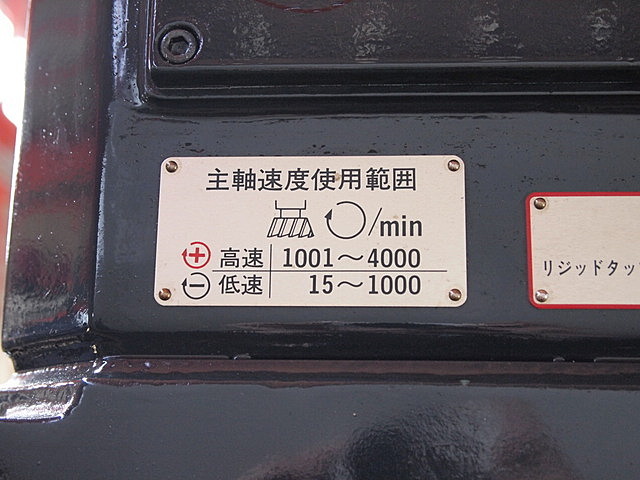 主軸速度使用範囲
/min
+ 高速 1001～4000
- 低速 15～1000
リジッドタッ